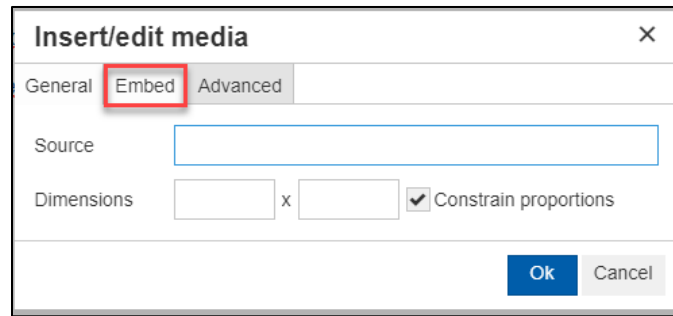 Insert/edit media ×
General Embed Advanced
Source
Dimensions x Constrain proportions
Ok Cancel